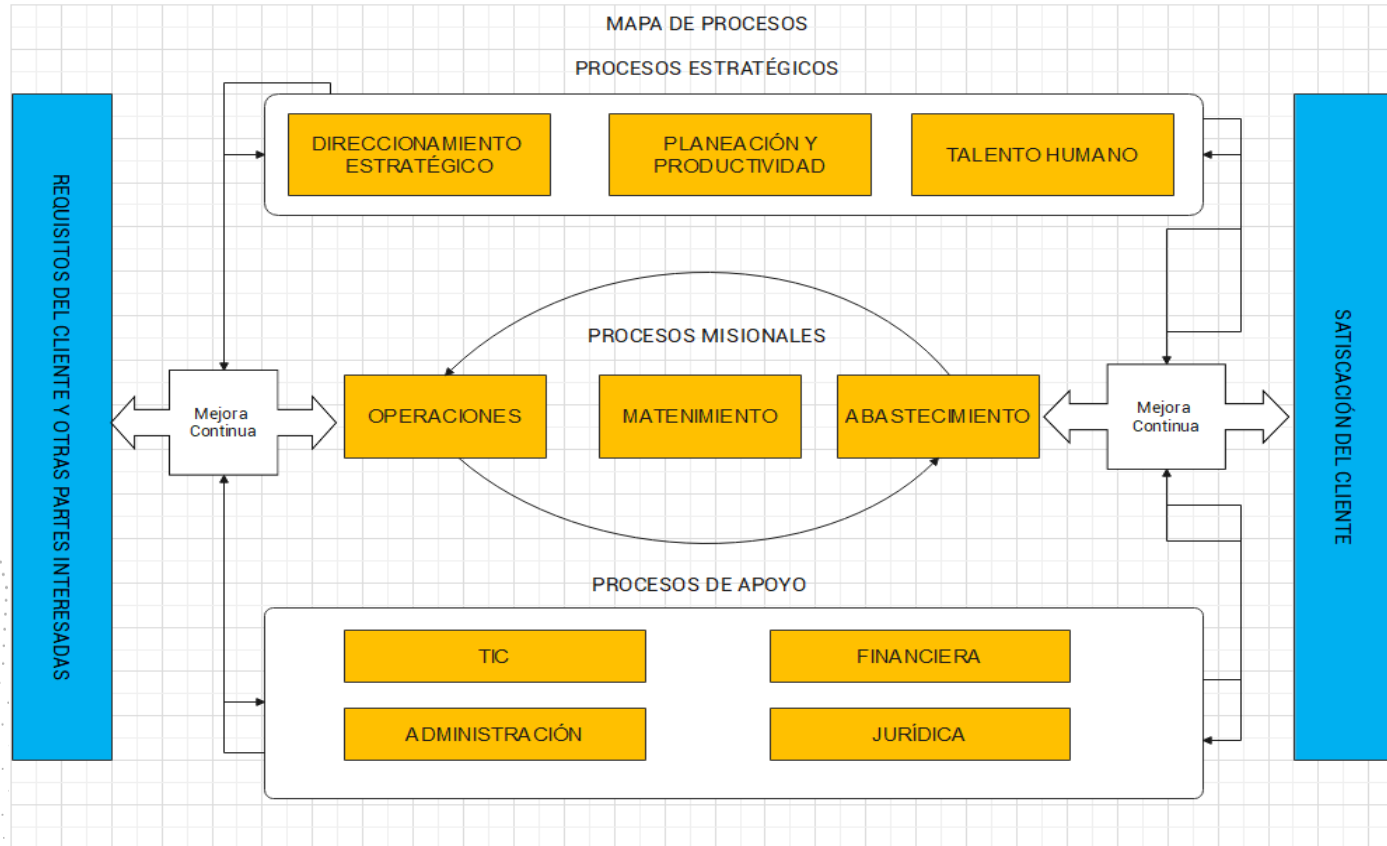 MAPA DE PROCESOS
PROCESOS ESTRATÉGICOS
DIRECCIONAMIENTO
ESTRATÉGICO
PLANEACIÓN Y
PRODUCTIVIDAD
TALENTO HUMANO
REQUISITOS DEL CLIENTE Y OTRAS PARTES INTERESADAS
PROCESOS MISIONALES
Mejora
Continua
OPERACIONES
MATENIMIENTO
ABASTECIMIENTO
Mejora
Continua
SATISCACIÓN DEL CLIENTE
PROCESOS DE APOYO
TIC
FINANCIERA
ADMINISTRACIÓN
JURÍDICA